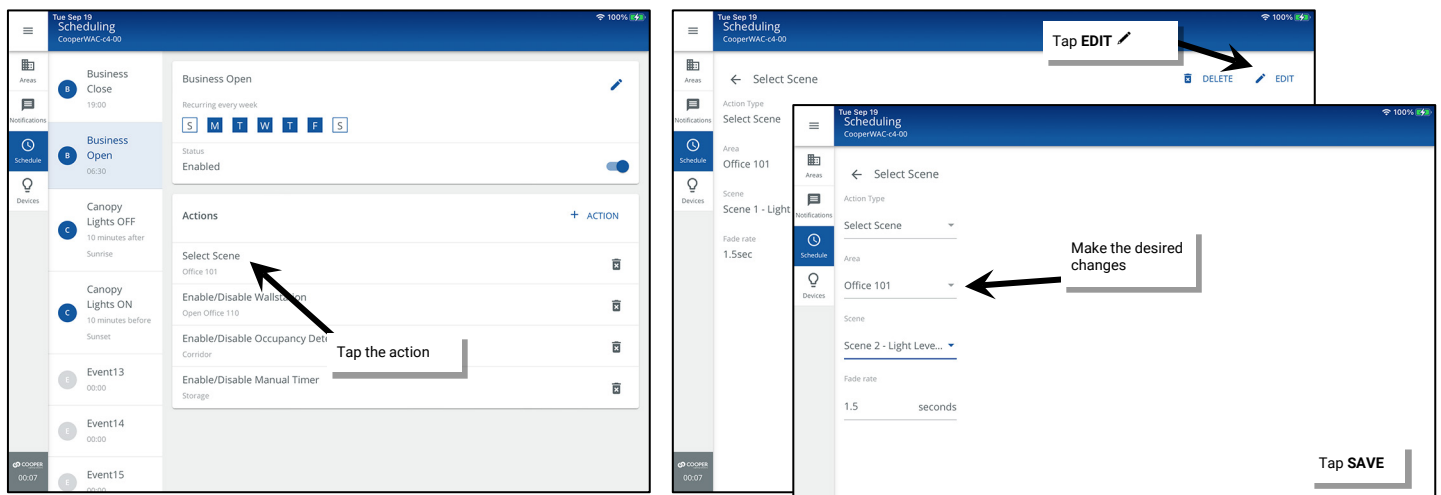 Tue Sep 19
Scheduling
CooperWAC-c4-00
100%
Areas
Notifications
Schedule
Devices
COOPER
00:07
B
Business
Close
19:00
B
Business
Open
06:30
C
Canopy
Lights OFF
10 minutes after
Sunrise
C
Canopy
Lights ON
10 minutes before
Sunset
E
Event13
00:00
E
Event14
00:00
E
Event15
00:00
Business Open
Recurring every week
S M T W T F S
Status
Enabled
Actions
+ ACTION
Select Scene
Office 101
Enable/Disable Wallstation
Open Office 110
Enable/Disable Occupancy Dete
Corridor
Enable/Disable Manual Timer
Storage
Tap the action
Tue Sep 19
Scheduling
CooperWAC-c4-00
100%
Tap EDIT
Areas
Notifications
Schedule
Devices
COOPER
00:07
Select Scene
DELETE
EDIT
Action Type
Select Scene
Area
Office 101
Scene
Scene 1 - Light
Fade rate
1.5sec
Tue Sep 19
Scheduling
CooperWAC-c4-00
100%
Areas
Notifications
Schedule
Devices
Select Scene
Action Type
Select Scene
Area
Office 101
Scene
Scene 2 - Light Leve...
Fade rate
1.5 seconds
Make the desired
changes
Tap SAVE